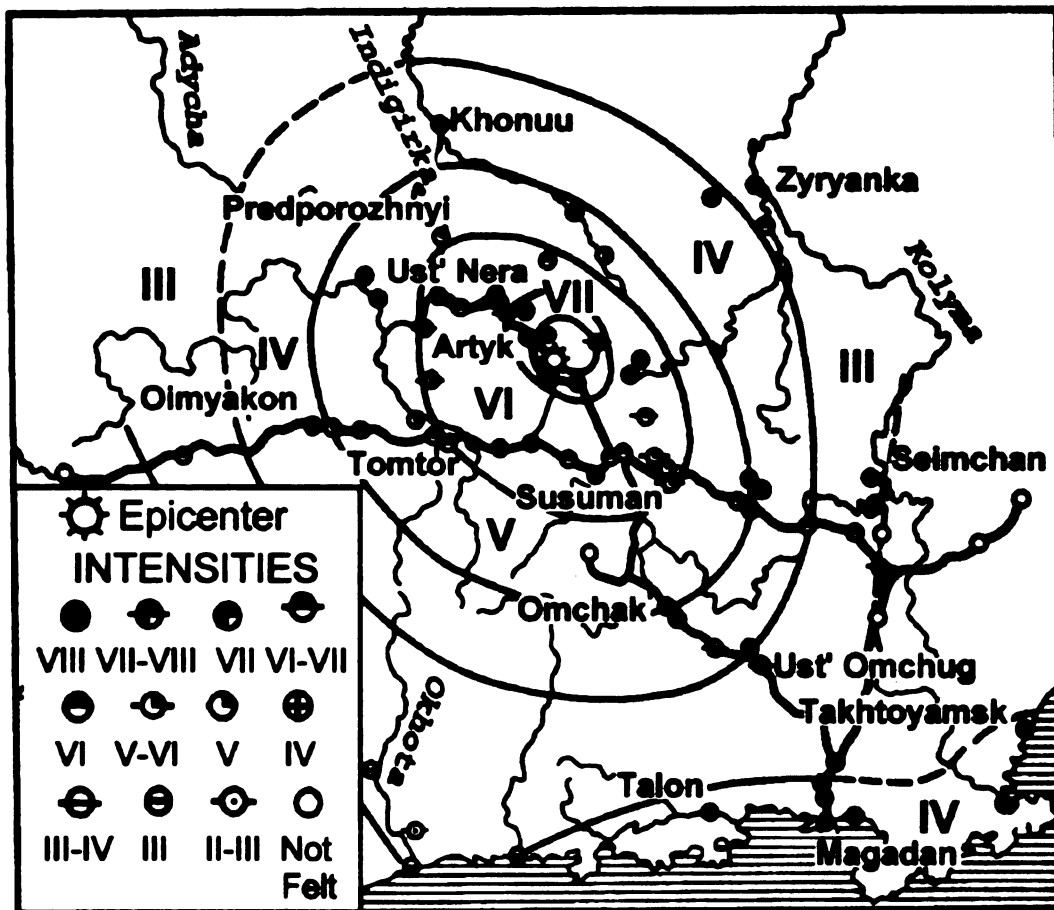 Adycha
Indigirka
Khonuu
Zyryanka
Predporozhnyi
IV
Kolyma
III
Ust' Nera
VII
IV
Artyk
III
VI
Oimyakon
Tomtor
Susuman
Seimchan
V
Omchak
Ust' Omchug
Takhtoyamsk
Okhota
Talon
IV
Magadan
Epicenter
INTENSITIES
VIII VII-VIII VII VI-VII
VI V-VI V IV
III-IV III II-III Not
Felt